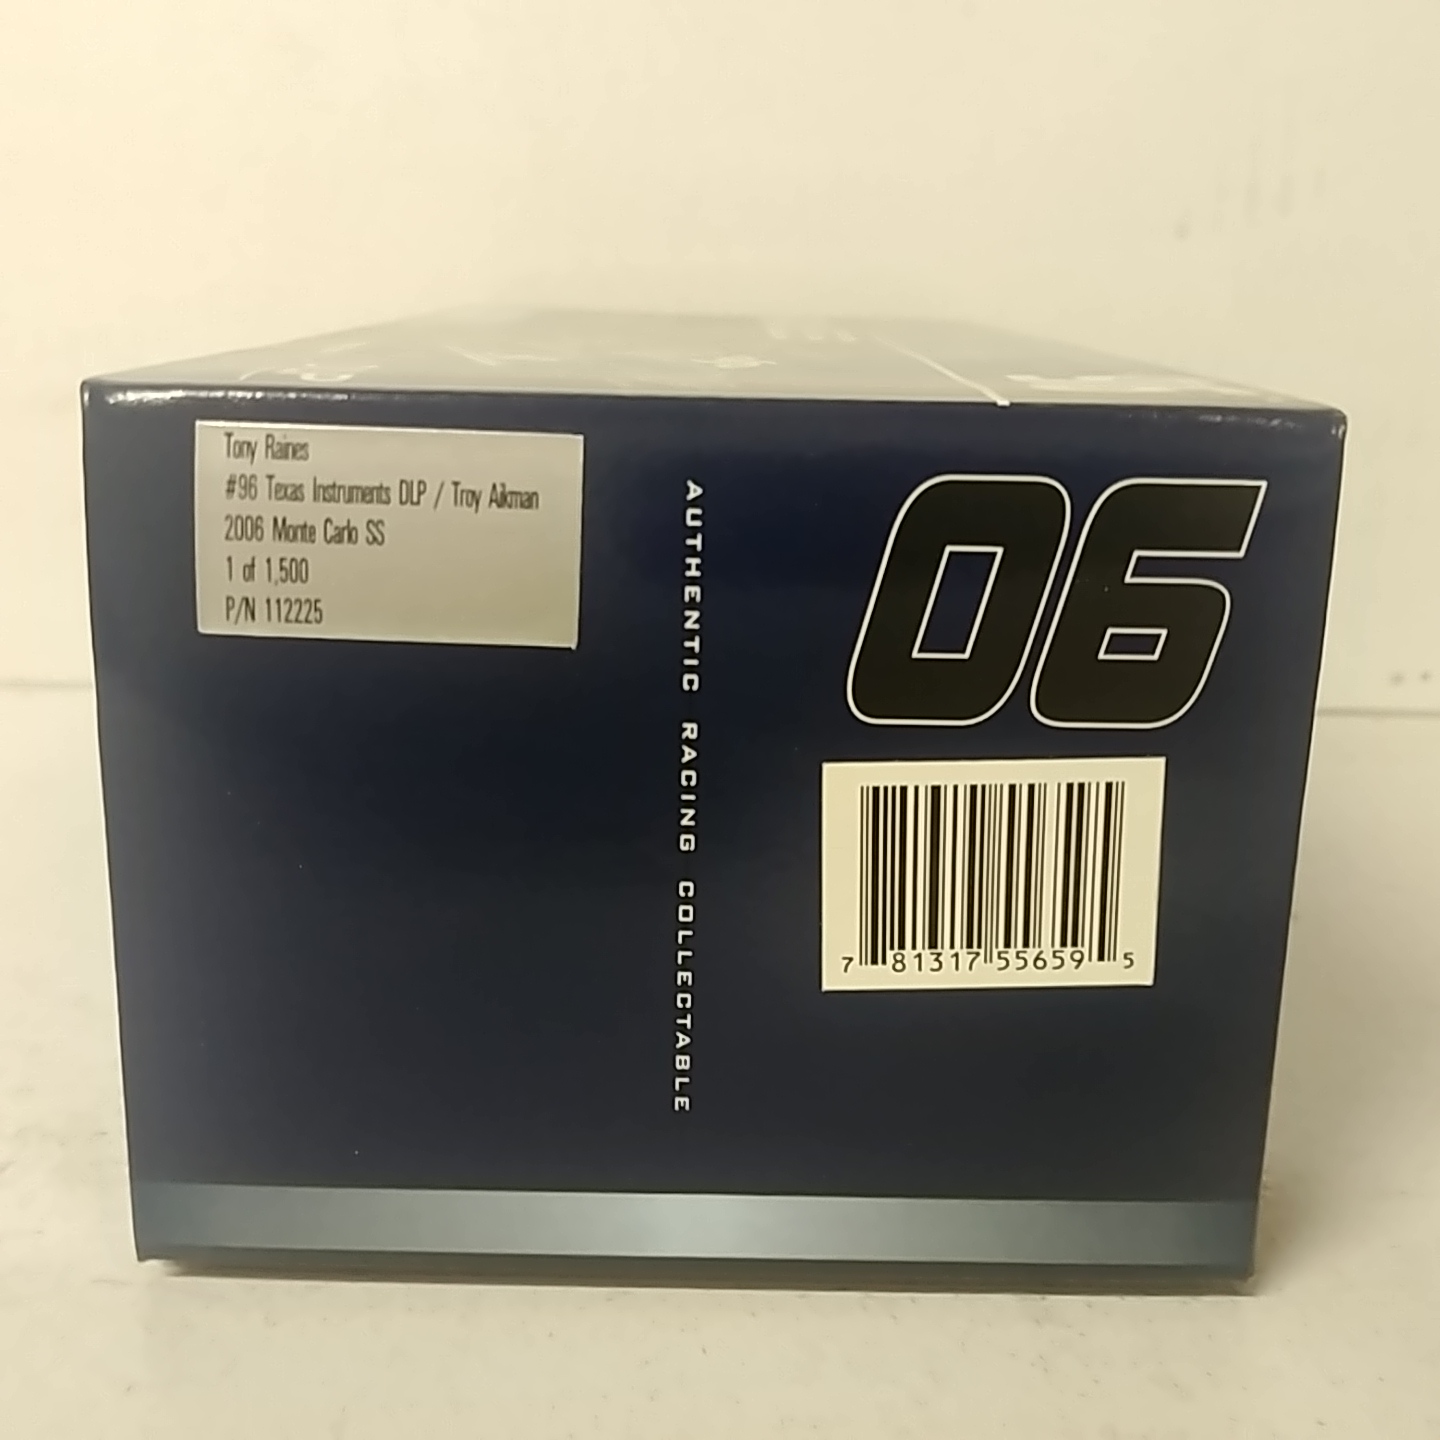 Tony Raines
#96 Texas Instruments DLP / Troy Aikman
2006 Monte Carlo SS
1 of 1,500
P/N 112225
AUTHENTIC RACING COLLECTABLE
06
7 81317 55659 5